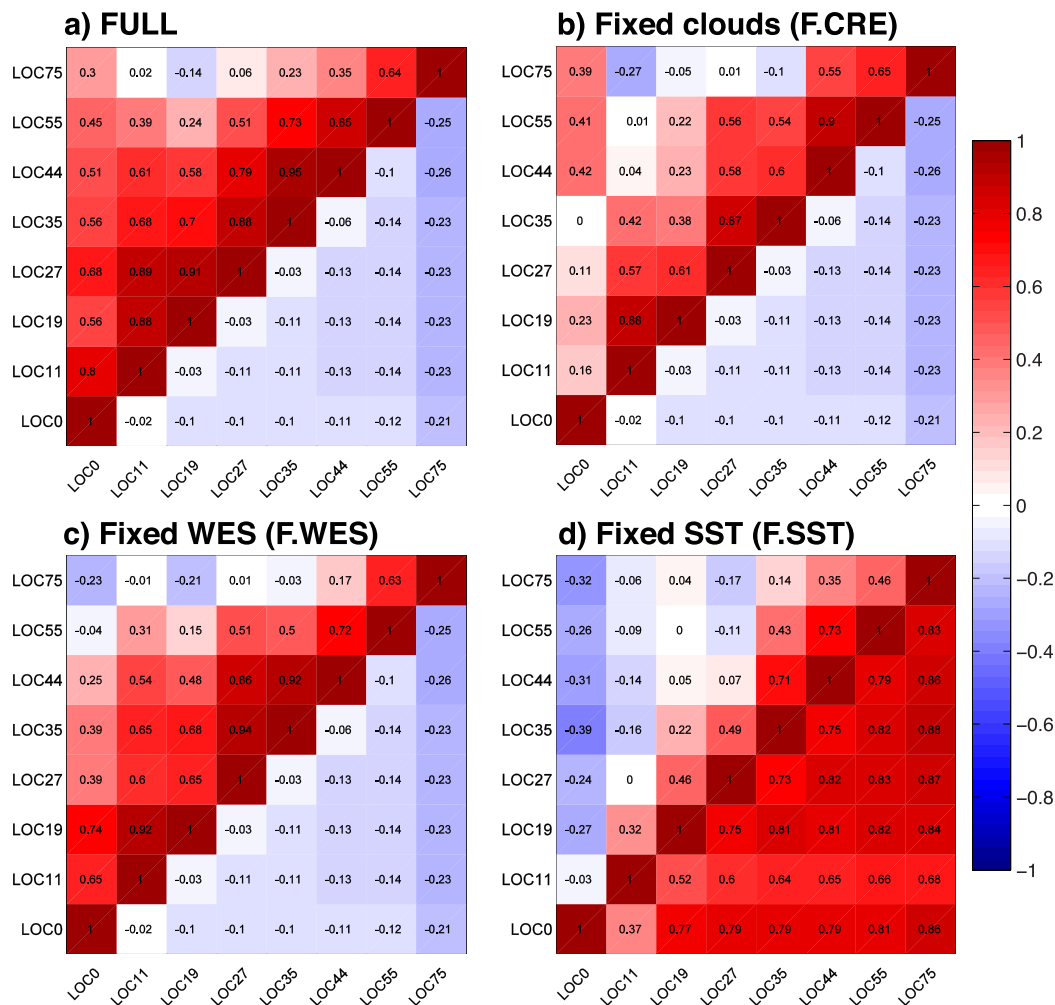 a) FULL
LOC75 0.3 0.02 -0.14 0.06 0.23 0.35 0.64 1
LOC55 0.45 0.39 0.24 0.51 0.73 0.85 1 -0.25
LOC44 0.51 0.61 0.58 0.79 0.95 1 -0.1 -0.26
LOC35 0.56 0.68 0.7 0.88 1 -0.06 -0.14 -0.23
LOC27 0.68 0.89 0.91 1 -0.03 -0.13 -0.14 -0.23
LOC19 0.56 0.88 1 -0.03 -0.11 -0.13 -0.14 -0.23
LOC11 0.8 1 -0.03 -0.11 -0.11 -0.13 -0.14 -0.23
LOC0 1 -0.02 -0.1 -0.1 -0.1 -0.11 -0.12 -0.21
LOC0 LOC11 LOC19 LOC27 LOC35 LOC44 LOC55 LOC75
b) Fixed clouds (F.CRE)
LOC75 0.39 -0.27 -0.05 0.01 -0.1 0.55 0.65 1
LOC55 0.41 0.01 0.22 0.56 0.54 0.9 1 -0.25
LOC44 0.42 0.04 0.23 0.58 0.6 1 -0.1 -0.26
LOC35 0 0.42 0.38 0.87 1 -0.06 -0.14 -0.23
LOC27 0.11 0.57 0.61 1 -0.03 -0.13 -0.14 -0.23
LOC19 0.23 0.88 1 -0.03 -0.11 -0.13 -0.14 -0.23
LOC11 0.16 1 -0.03 -0.11 -0.11 -0.13 -0.14 -0.23
LOC0 1 -0.02 -0.1 -0.1 -0.1 -0.11 -0.12 -0.21
LOC0 LOC11 LOC19 LOC27 LOC35 LOC44 LOC55 LOC75
c) Fixed WES (F.WES)
LOC75 -0.23 -0.01 -0.21 0.01 -0.03 0.17 0.63 1
LOC55 -0.04 0.31 0.15 0.51 0.5 0.72 1 -0.25
LOC44 0.25 0.54 0.48 0.86 0.92 1 -0.1 -0.26
LOC35 0.39 0.65 0.68 0.94 1 -0.06 -0.14 -0.23
LOC27 0.39 0.6 0.65 1 -0.03 -0.13 -0.14 -0.23
LOC19 0.74 0.92 1 -0.03 -0.11 -0.13 -0.14 -0.23
LOC11 0.65 1 -0.03 -0.11 -0.11 -0.13 -0.14 -0.23
LOC0 1 -0.02 -0.1 -0.1 -0.1 -0.11 -0.12 -0.21
LOC0 LOC11 LOC19 LOC27 LOC35 LOC44 LOC55 LOC75
d) Fixed SST (F.SST)
LOC75 -0.32 -0.06 0.04 -0.17 0.14 0.35 0.46 1
LOC55 -0.26 -0.09 0 -0.11 0.43 0.73 1 0.83
LOC44 -0.31 -0.14 0.05 0.07 0.71 1 0.79 0.86
LOC35 -0.39 -0.16 0.22 0.49 1 0.75 0.82 0.88
LOC27 -0.24 0 0.46 1 0.73 0.82 0.83 0.87
LOC19 -0.27 0.32 1 0.75 0.81 0.81 0.82 0.84
LOC11 -0.03 1 0.52 0.6 0.64 0.65 0.66 0.68
LOC0 1 0.37 0.77 0.79 0.79 0.79 0.81 0.86
LOC0 LOC11 LOC19 LOC27 LOC35 LOC44 LOC55 LOC75
1
0.8
0.6
0.4
0.2
0
−0.2
−0.4
−0.6
−0.8
−1